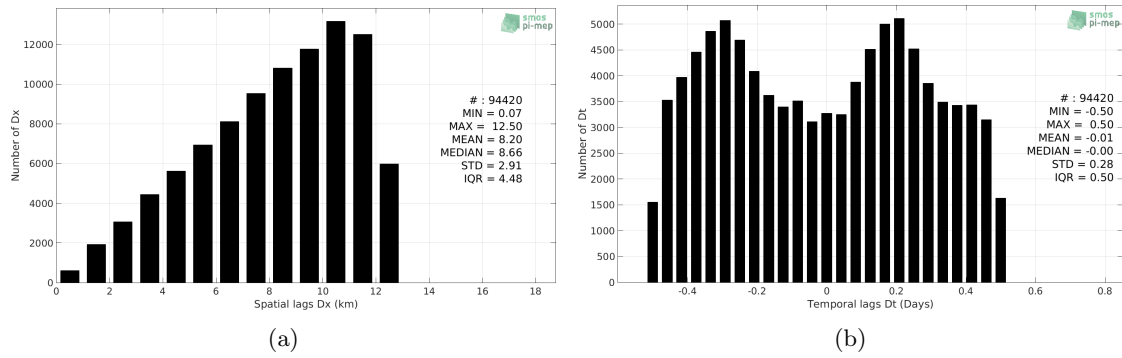 smos
pi-mep
12000
10000
8000
6000
4000
2000
0
Number of Dx
# : 94420
MIN = 0.07
MAX = 12.50
MEAN = 8.20
MEDIAN = 8.66
STD = 2.91
IQR = 4.48
0 2 4 6 8 10 12 14 16 18
Spatial lags Dx (km)
(a)
smos
pi-mep
5000
4500
4000
3500
3000
2500
2000
1500
1000
500
0
Number of Dt
# : 94420
MIN = -0.50
MAX = 0.50
MEAN = -0.01
MEDIAN = -0.00
STD = 0.28
IQR = 0.50
-0.4 -0.2 0 0.2 0.4 0.6 0.8
Temporal lags Dt (Days)
(b)